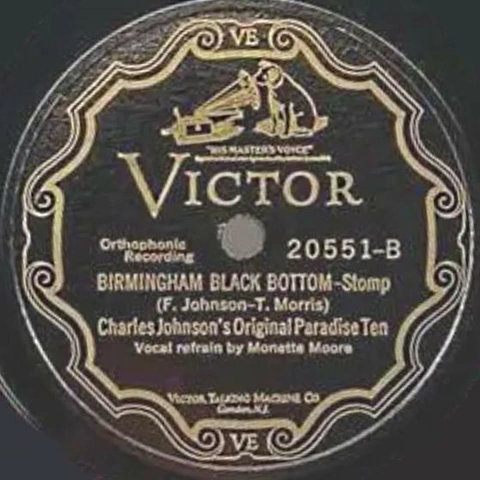 VE
"HIS MASTER'S VOICE"
VICTOR
Orthophonic
Recording
20551-B
BIRMINGHAM BLACK BOTTOM-Stomp
(F. Johnson-T. Morris)
Charles Johnson's Original Paradise Ten
Vocal refrain by Monette Moore
VICTOR TALKING MACHINE CO
Camden, N.J.
VE